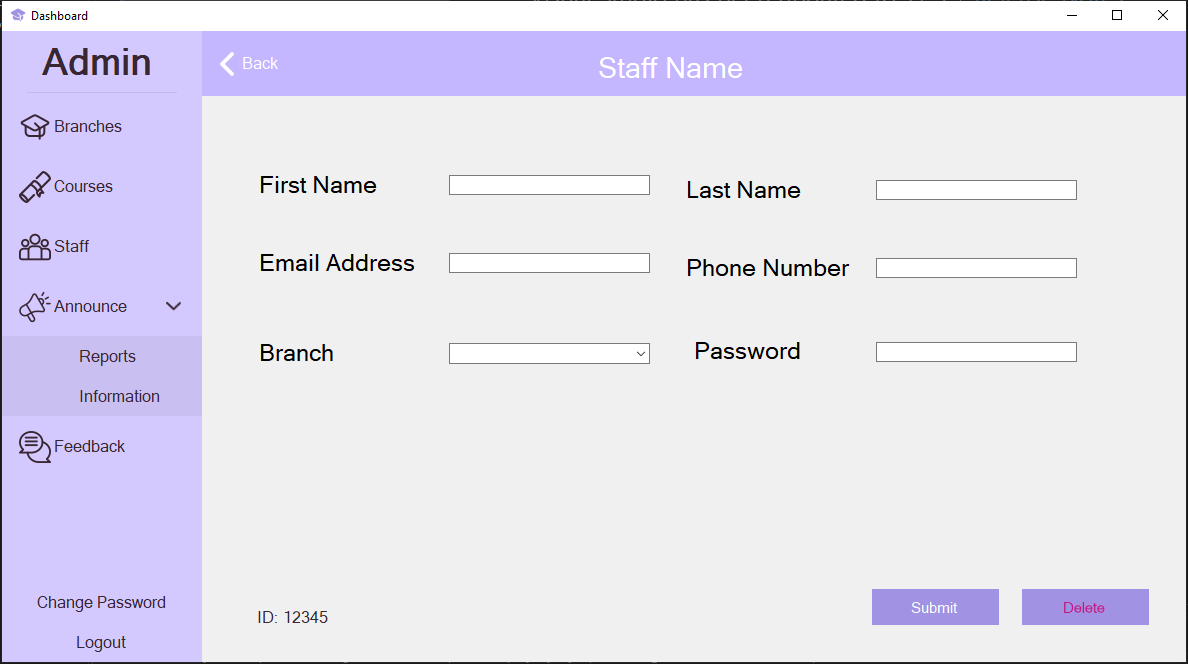 Dashboard
Admin
Branches
Courses
Staff
Announce
Reports
Information
Feedback
Change Password
Logout
Back
Staff Name
First Name
Last Name
Email Address
Phone Number
Branch
Password
ID: 12345
Submit
Delete